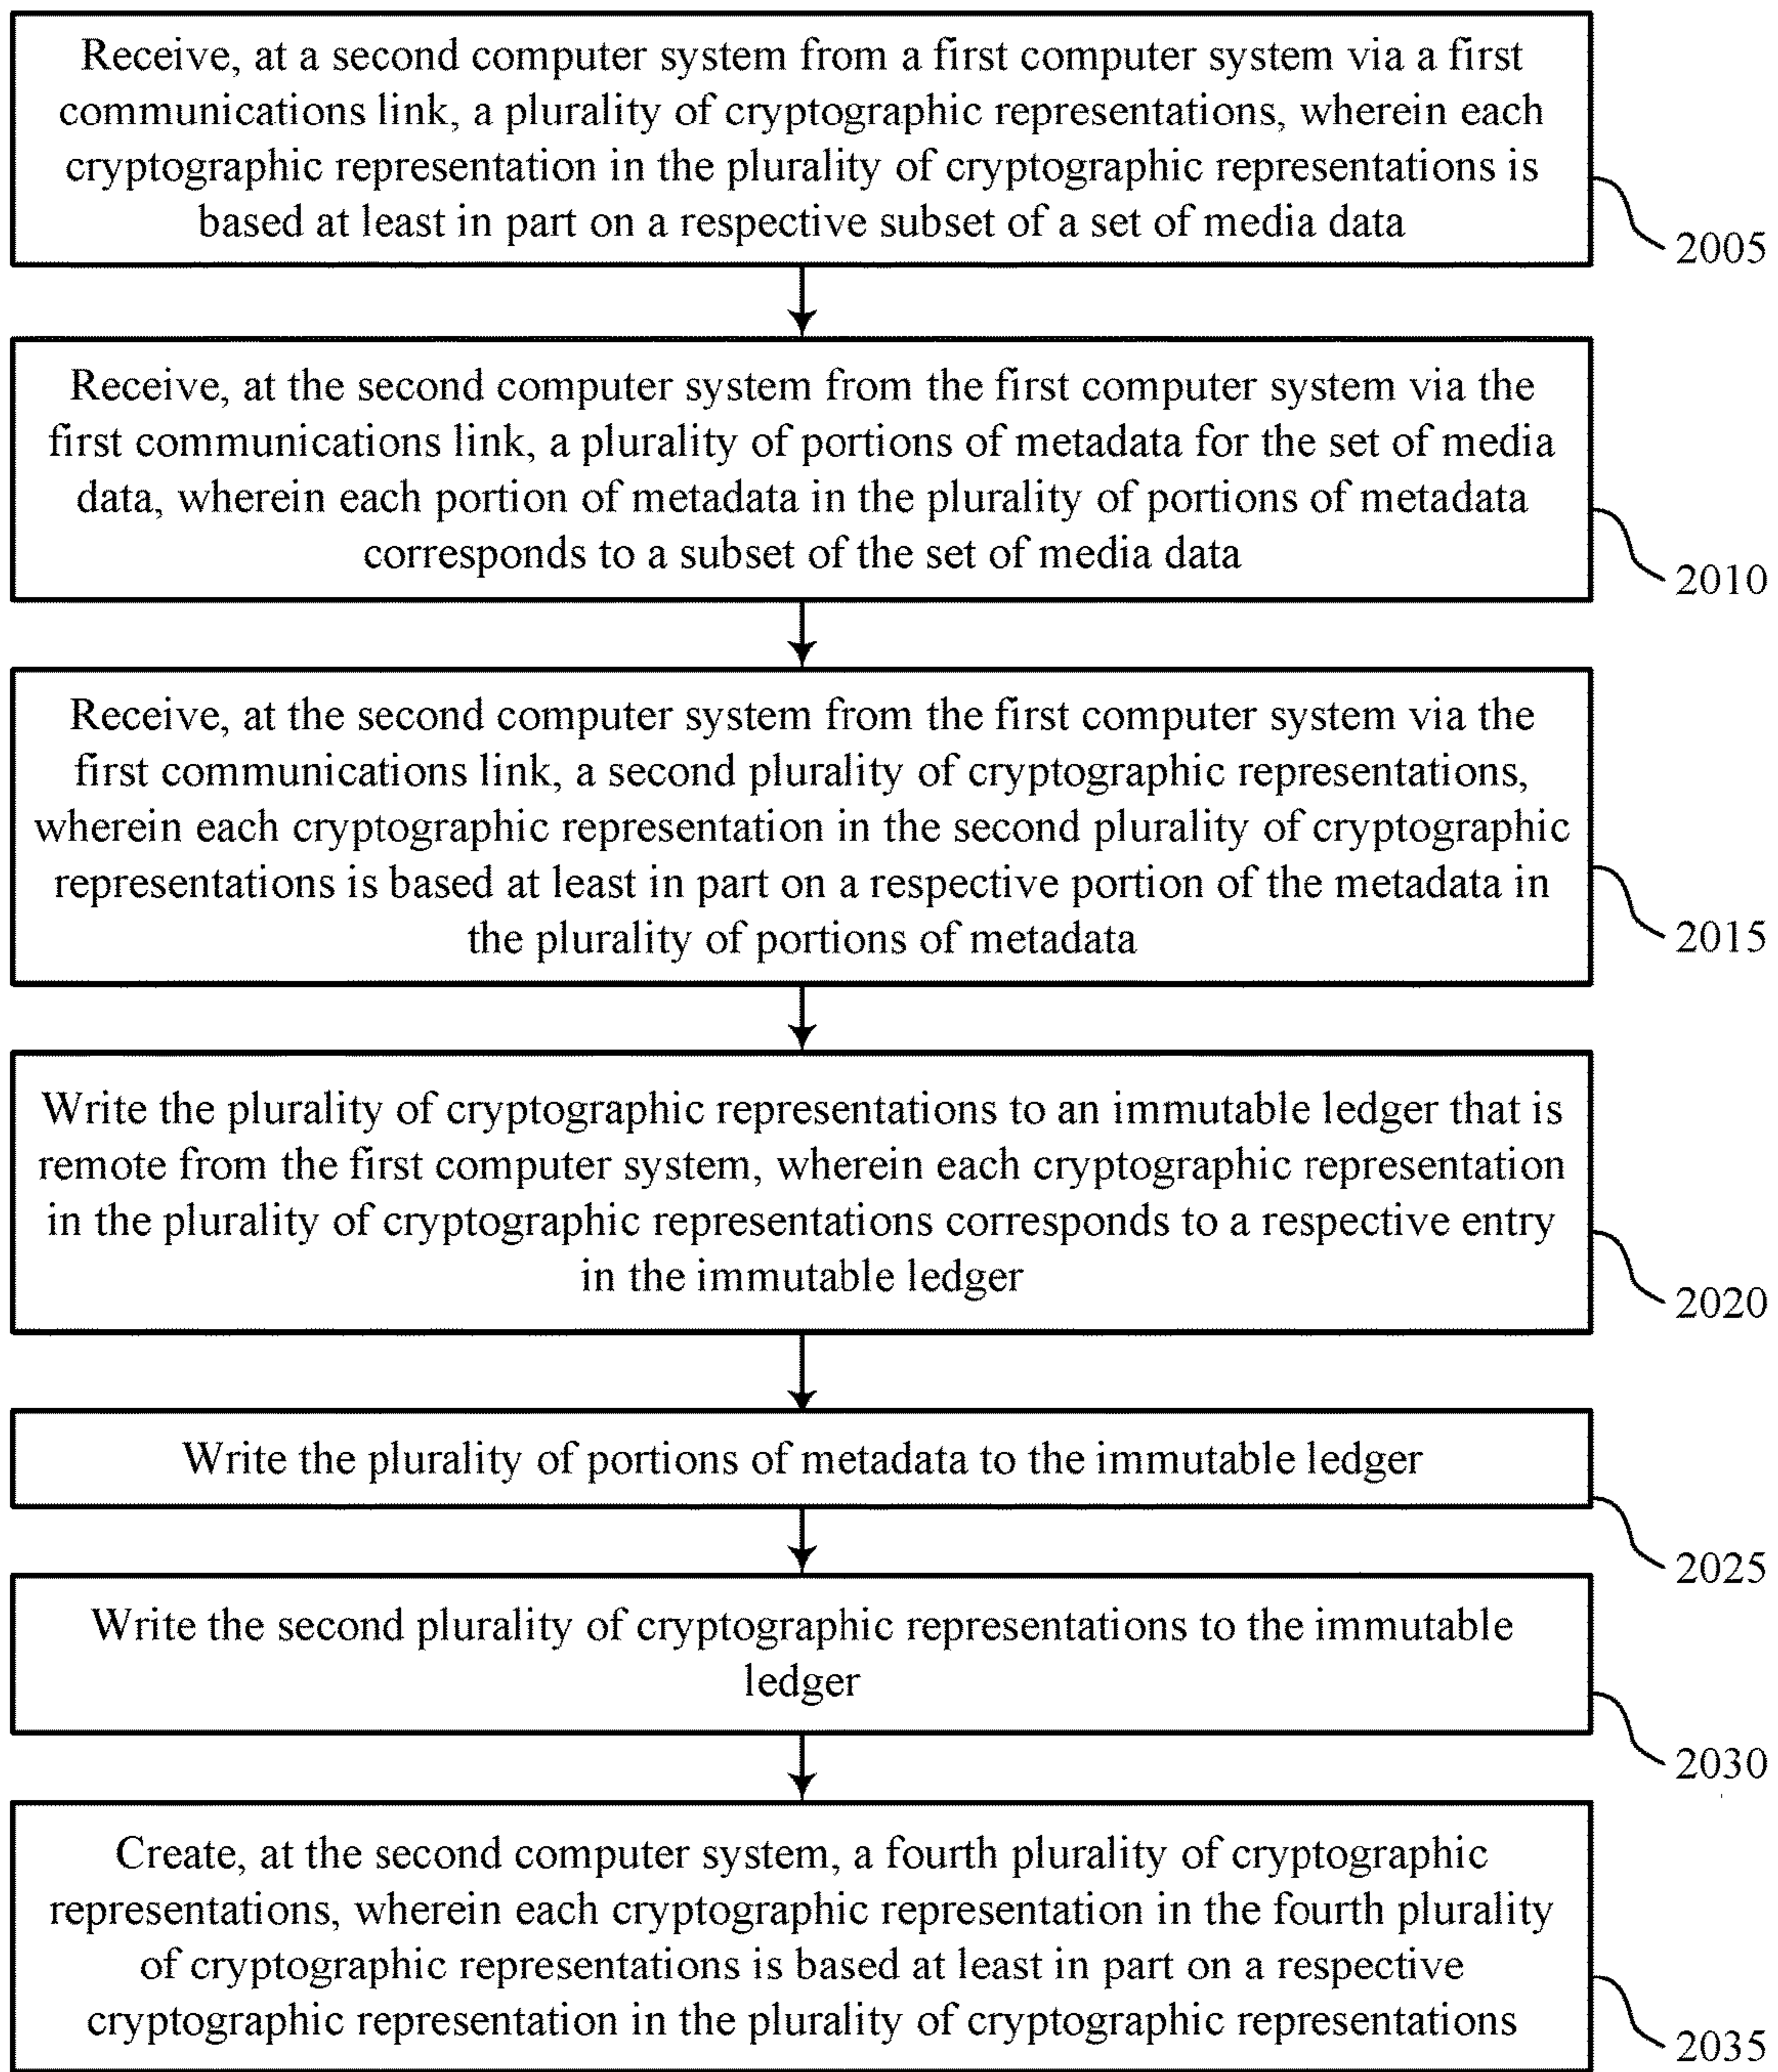 Receive, at a second computer system from a first computer system via a first
communications link, a plurality of cryptographic representations, wherein each
cryptographic representation in the plurality of cryptographic representations is
based at least in part on a respective subset of a set of media data
2005
Receive, at the second computer system from the first computer system via the
first communications link, a plurality of portions of metadata for the set of media
data, wherein each portion of metadata in the plurality of portions of metadata
corresponds to a subset of the set of media data
2010
Receive, at the second computer system from the first computer system via the
first communications link, a second plurality of cryptographic representations,
wherein each cryptographic representation in the second plurality of cryptographic
representations is based at least in part on a respective portion of the metadata in
the plurality of portions of metadata
2015
Write the plurality of cryptographic representations to an immutable ledger that is
remote from the first computer system, wherein each cryptographic representation
in the plurality of cryptographic representations corresponds to a respective entry
in the immutable ledger
2020
Write the plurality of portions of metadata to the immutable ledger
2025
Write the second plurality of cryptographic representations to the immutable
ledger
2030
Create, at the second computer system, a fourth plurality of cryptographic
representations, wherein each cryptographic representation in the fourth plurality
of cryptographic representations is based at least in part on a respective
cryptographic representation in the plurality of cryptographic representations
2035